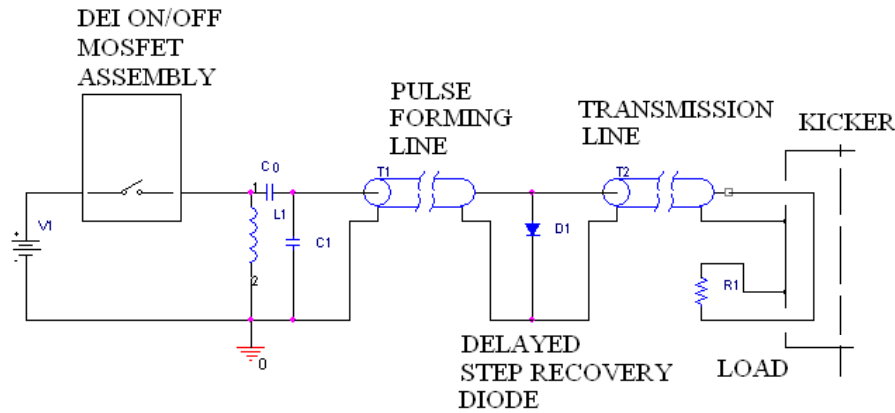 DEI ON/OFF
MOSFET
ASSEMBLY
PULSE
FORMING
LINE
TRANSMISSION
LINE
KICKER
V1
1
C0
L1
2
C1
T1
D1
T2
R1
0
DELAYED
STEP RECOVERY
DIODE
LOAD